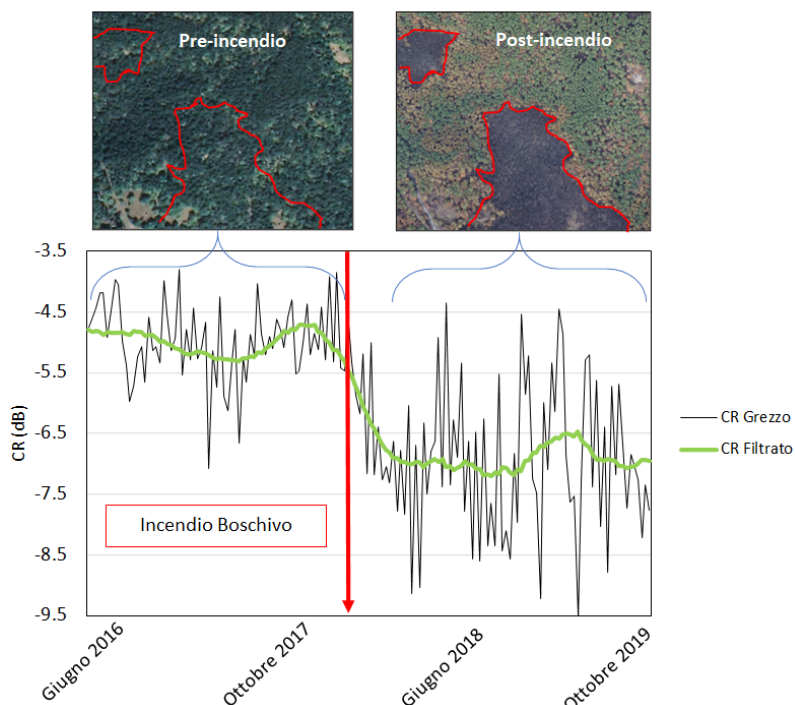 Pre-incendio
Post-incendio
-3.5
-4.5
-5.5
-6.5
-7.5
-8.5
-9.5
CR (dB)
Incendio Boschivo
CR Grezzo
CR Filtrato
Giugno 2016
Ottobre 2017
Giugno 2018
Ottobre 2019